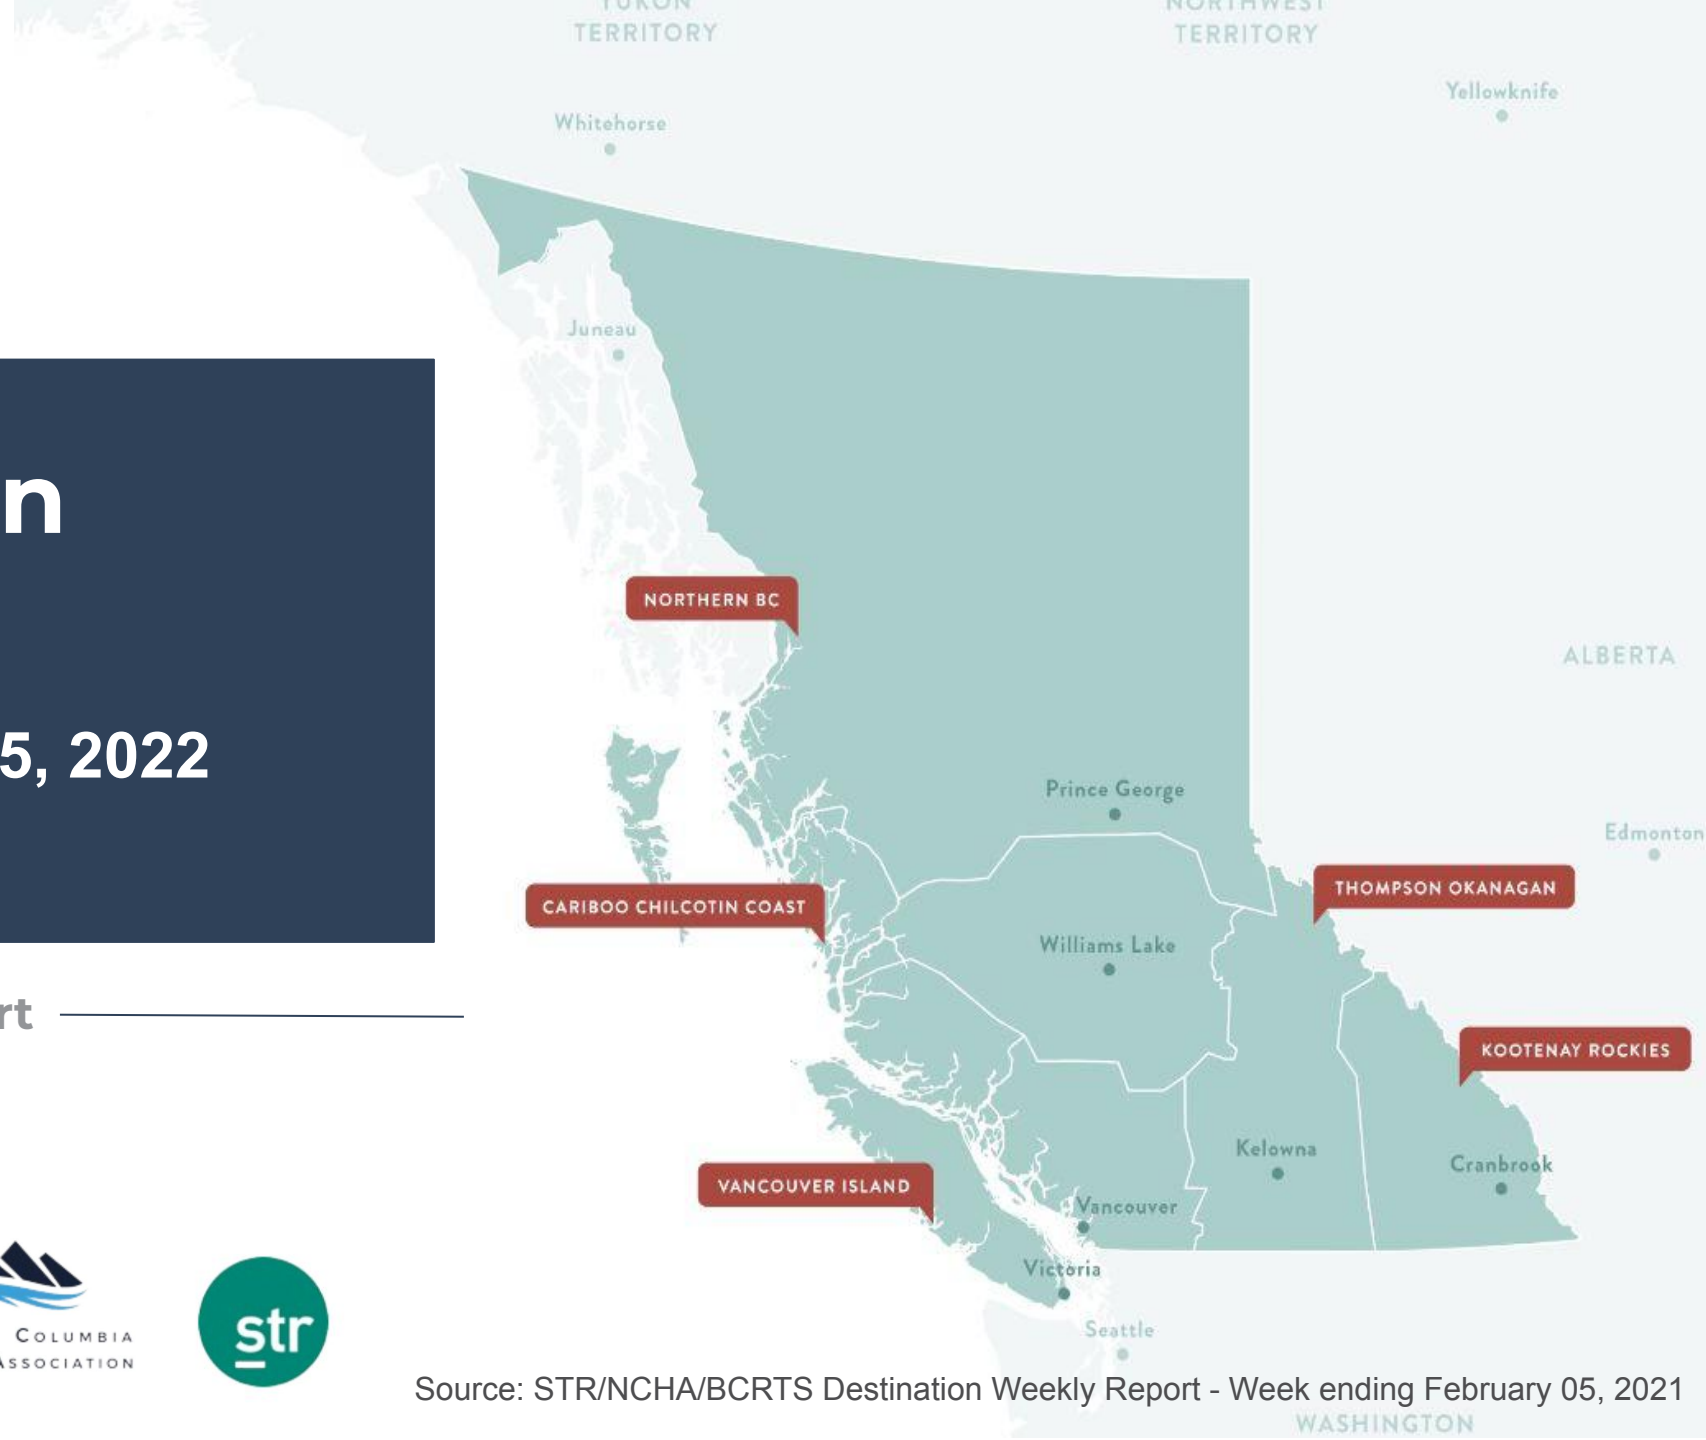 YUKON
TERRITORY
NORTHWEST
TERRITORY
Yellowknife
Whitehorse
Juneau
n
NORTHERN BC
ALBERTA
5, 2022
Prince George
Edmonton
THOMPSON OKANAGAN
CARIBOO CHILCOTIN COAST
Williams Lake
rt
KOOTENAY ROCKIES
Kelowna
Cranbrook
VANCOUVER ISLAND
Vancouver
Victoria
COLUMBIA
ASSOCIATION
str
Seattle
Source: STR/NCHA/BCRTS Destination Weekly Report - Week ending February 05, 2021
WASHINGTON